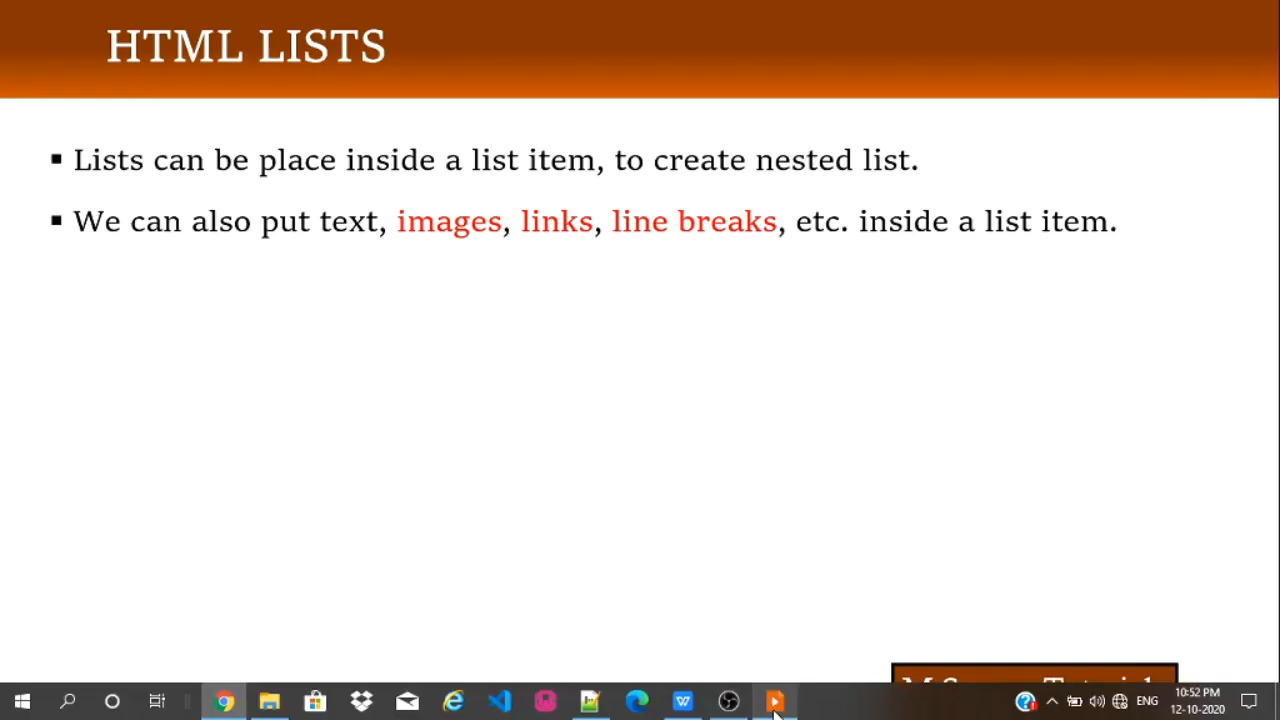 HTML LISTS
▪ Lists can be place inside a list item, to create nested list.
▪ We can also put text, images, links, line breaks, etc. inside a list item.
ENG
10:52 PM
12-10-2020